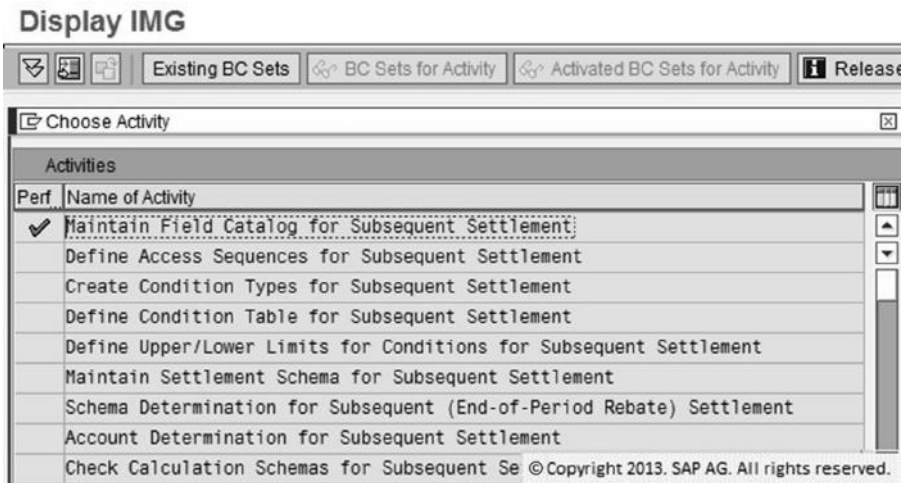 Display IMG
Existing BC Sets BC Sets for Activity Activated BC Sets for Activity Release
Choose Activity
Activities
Perf... Name of Activity
Maintain Field Catalog for Subsequent Settlement
Define Access Sequences for Subsequent Settlement
Create Condition Types for Subsequent Settlement
Define Condition Table for Subsequent Settlement
Define Upper/Lower Limits for Conditions for Subsequent Settlement
Maintain Settlement Schema for Subsequent Settlement
Schema Determination for Subsequent (End-of-Period Rebate) Settlement
Account Determination for Subsequent Settlement
Check Calculation Schemas for Subsequent Se © Copyright 2013. SAP AG. All rights reserved.